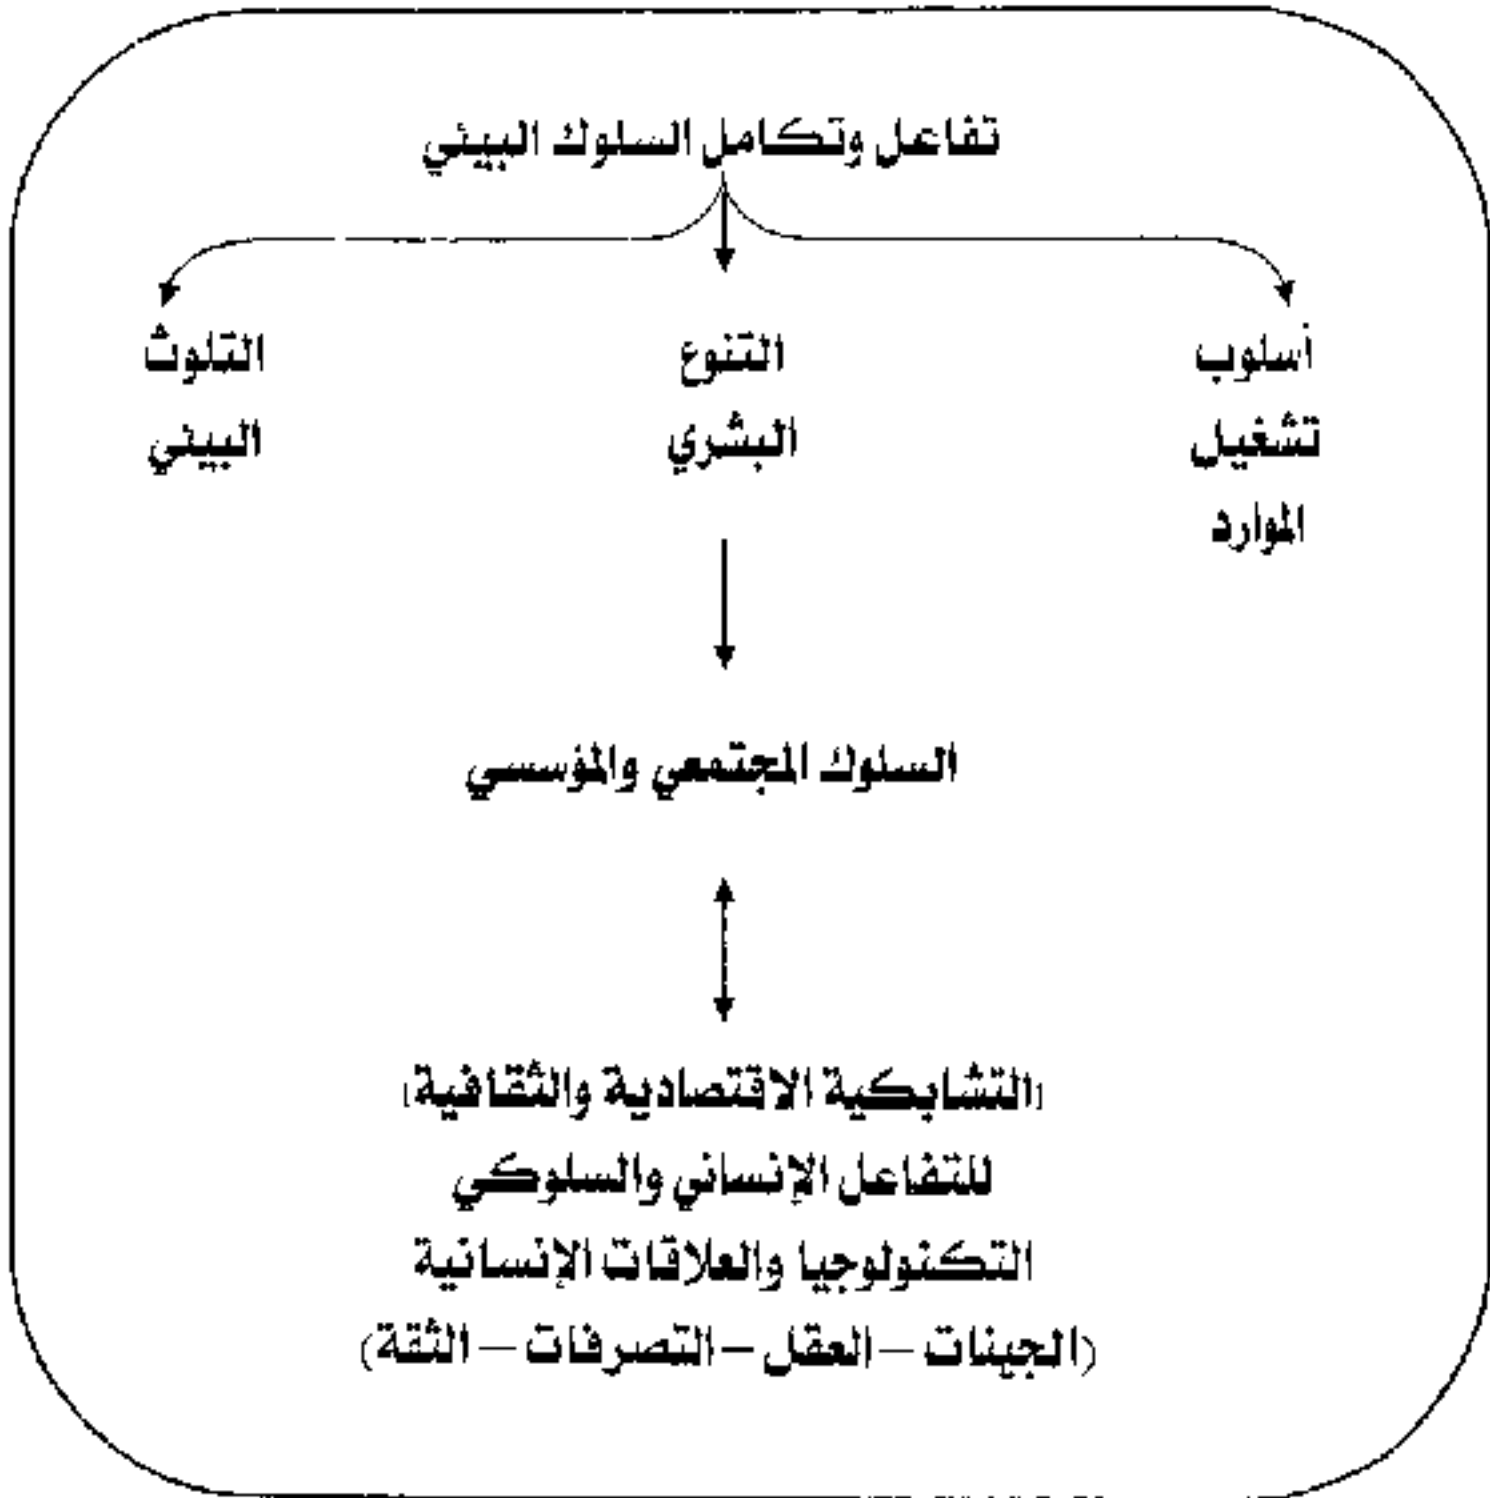 تفاعل وتكامل السلوك البيئي
أسلوب
تشغيل
الموارد
التنوع
البشري
التلوث
البيئي
السلوك المجتمعي والمؤسسي
(التشابكية الاقتصادية والثقافية)
للتفاعل الإنساني والسلوكي
التكنولوجيا والعلاقات الإنسانية
(الجينات – العقل – التصرفات – الثقة)